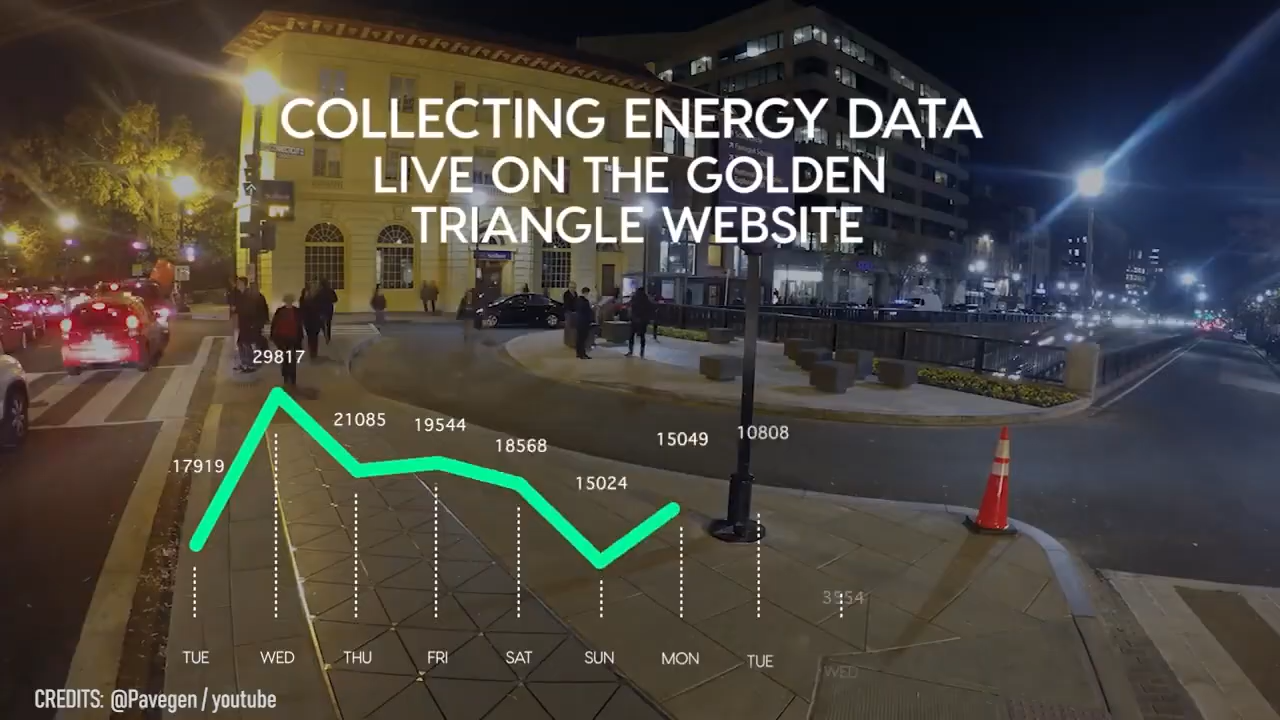 COLLECTING ENERGY DATA
LIVE ON THE GOLDEN
TRIANGLE WEBSITE
29817
21085
19544
18568
15049
10808
17919
15024
3554
TUE
WED
THU
FRI
SAT
SUN
MON
TUE
WED
CREDITS: @Pavegen / youtube